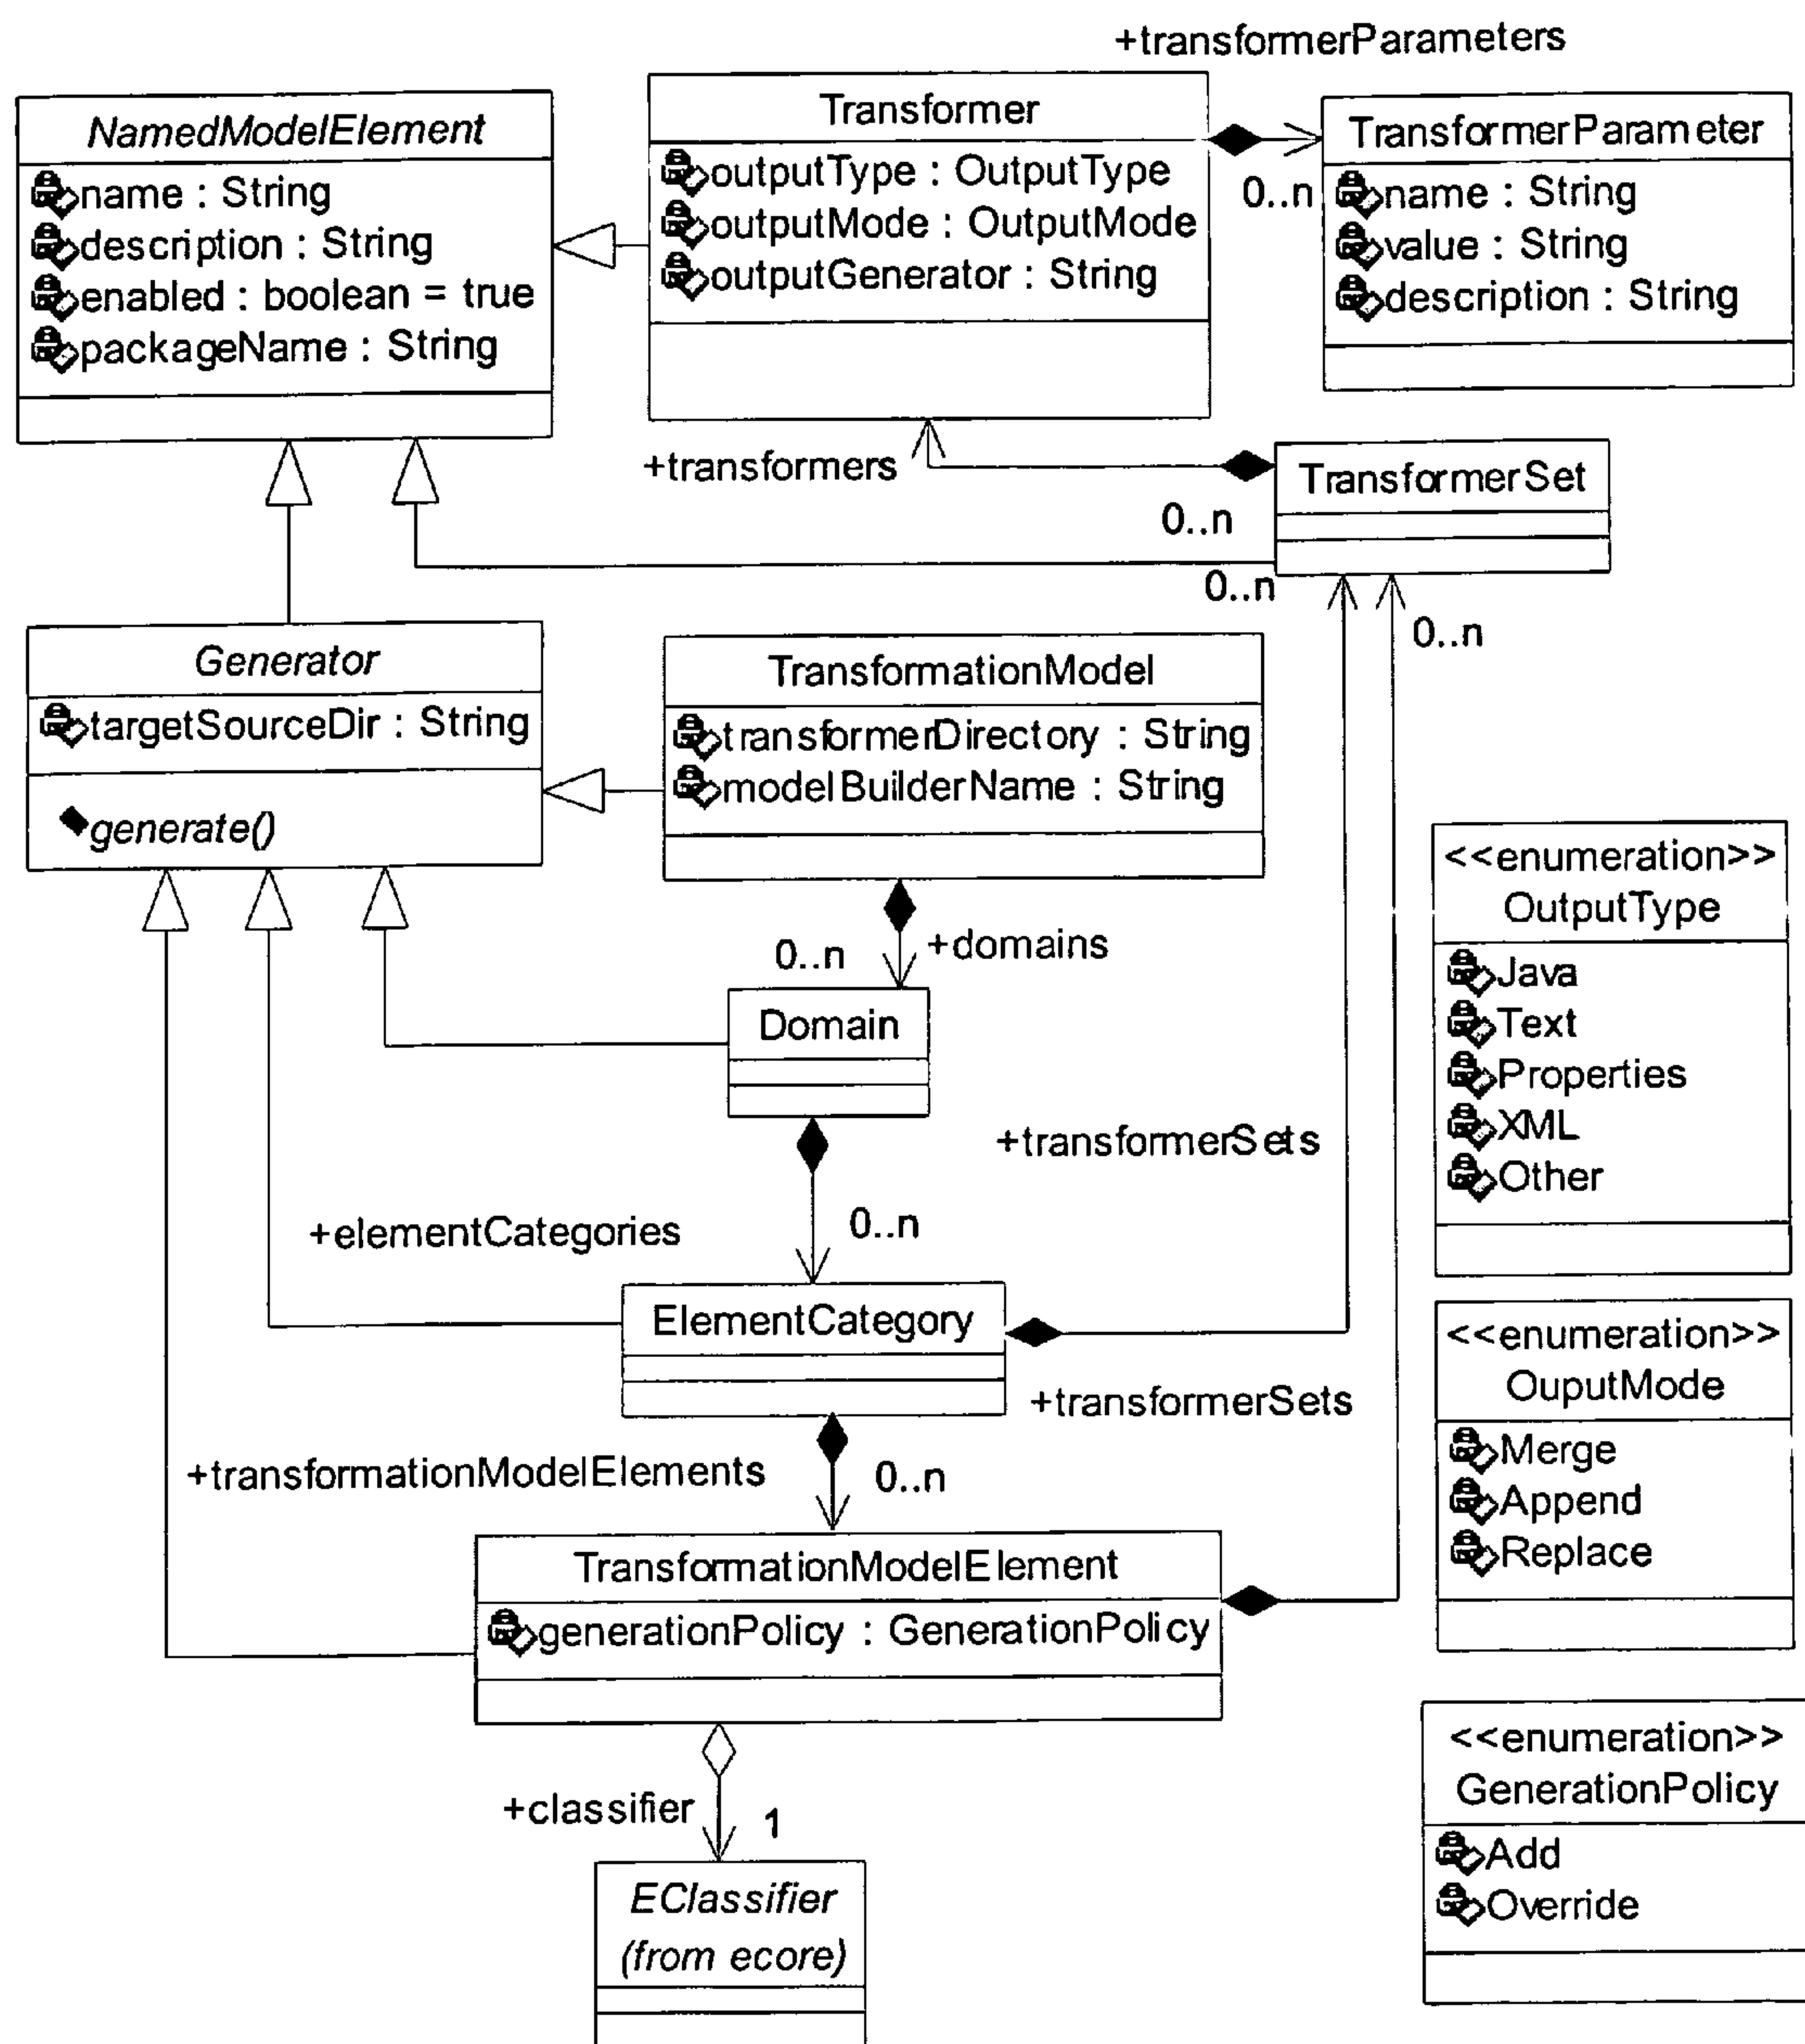 +transformerParameters
NamedModelElement
name : String
description : String
enabled : boolean = true
packageName : String
Transformer
outputType : OutputType
outputMode : OutputMode
outputGenerator : String
TransformerParameter
0..n
name : String
value : String
description : String
+transformers
TransformerSet
0..n
0..n
0..n
Generator
targetSourceDir : String
generate()
TransformationModel
transformerDirectory : String
modelBuilderName : String
0..n
+domains
Domain
+transformerSets
+elementCategories
0..n
ElementCategory
+transformerSets
+transformationModelElements
0..n
TransformationModelElement
generationPolicy : GenerationPolicy
+classifier
1
EClassifier
(from ecore)
<<enumeration>>
OutputType
Java
Text
Properties
XML
Other
<<enumeration>>
OuputMode
Merge
Append
Replace
<<enumeration>>
GenerationPolicy
Add
Override